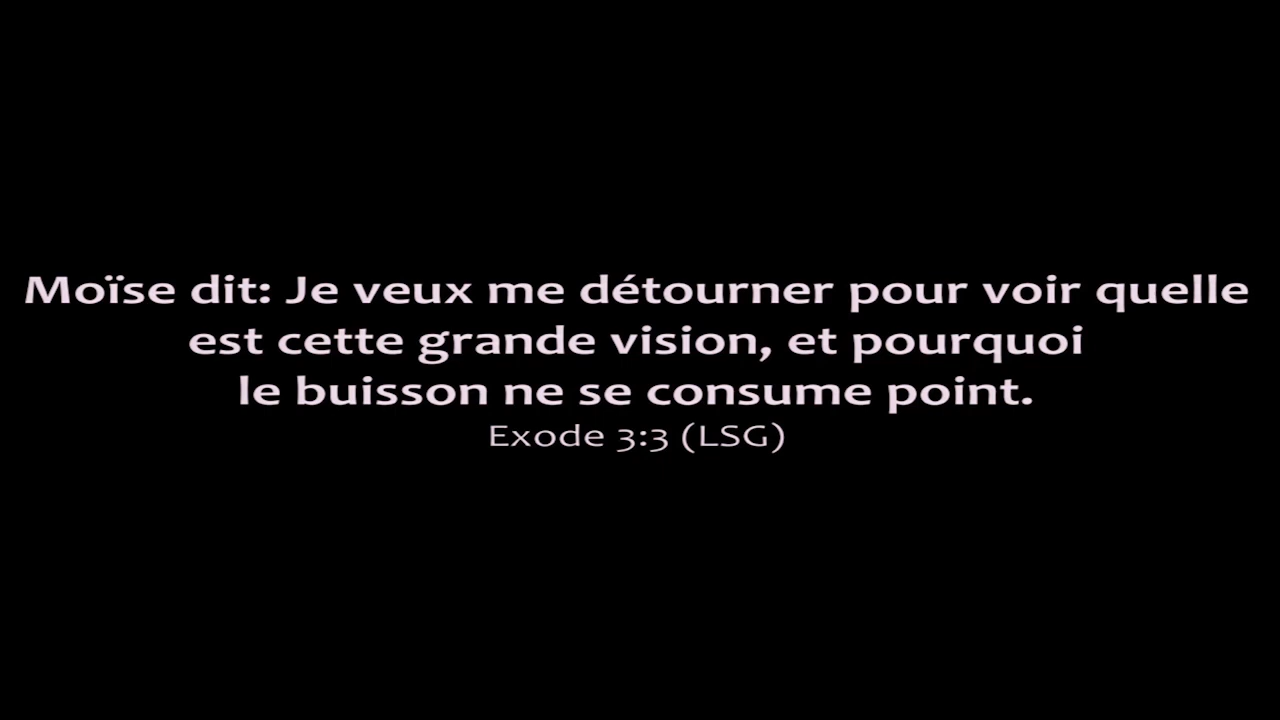 Moïse dit: Je veux me détourner pour voir quelle
est cette grande vision, et pourquoi
le buisson ne se consume point.
Exode 3:3 (LSG)